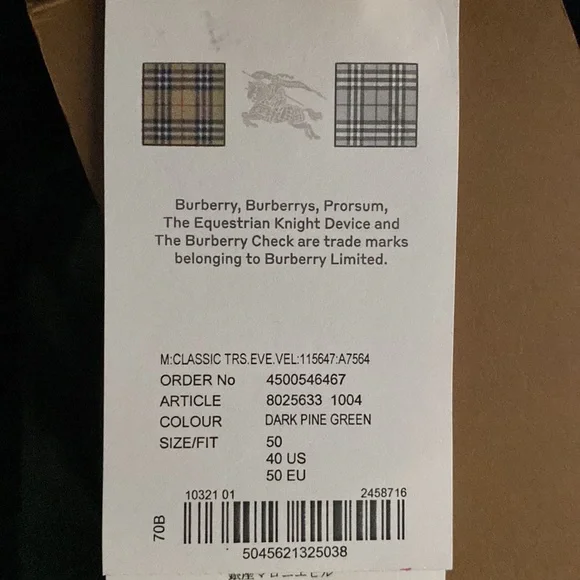 Burberry, Burberrys, Prorsum,
The Equestrian Knight Device and
The Burberry Check are trade marks
belonging to Burberry Limited.
M:CLASSIC TRS.EVE.VEL:115647:A7564
ORDER No 4500546467
ARTICLE 8025633 1004
COLOUR DARK PINE GREEN
SIZE/FIT 50
40 US
50 EU
10321 01 2458716
70B
5045621325038